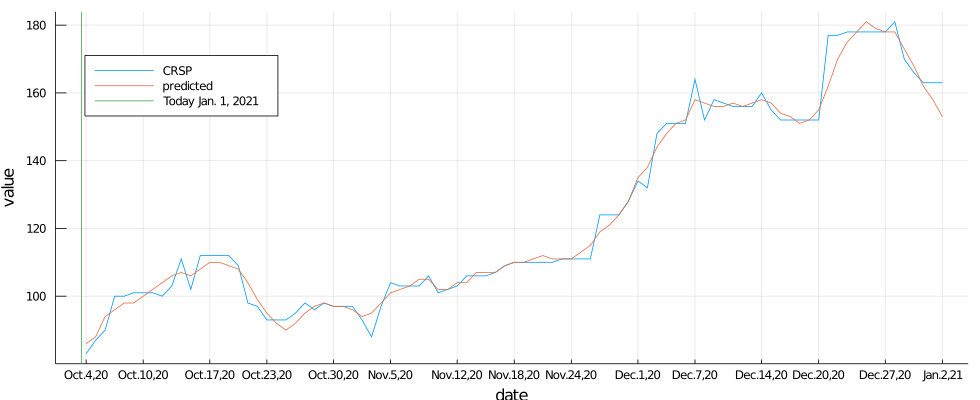 180
160
140
120
100
value
CRSP
predicted
Today Jan. 1, 2021
Oct.4,20 Oct.10,20 Oct.17,20 Oct.23,20 Oct.30,20 Nov.5,20 Nov.12,20 Nov.18,20 Nov.24,20 Dec.1,20 Dec.7,20 Dec.14,20 Dec.20,20 Dec.27,20 Jan.2,21
date